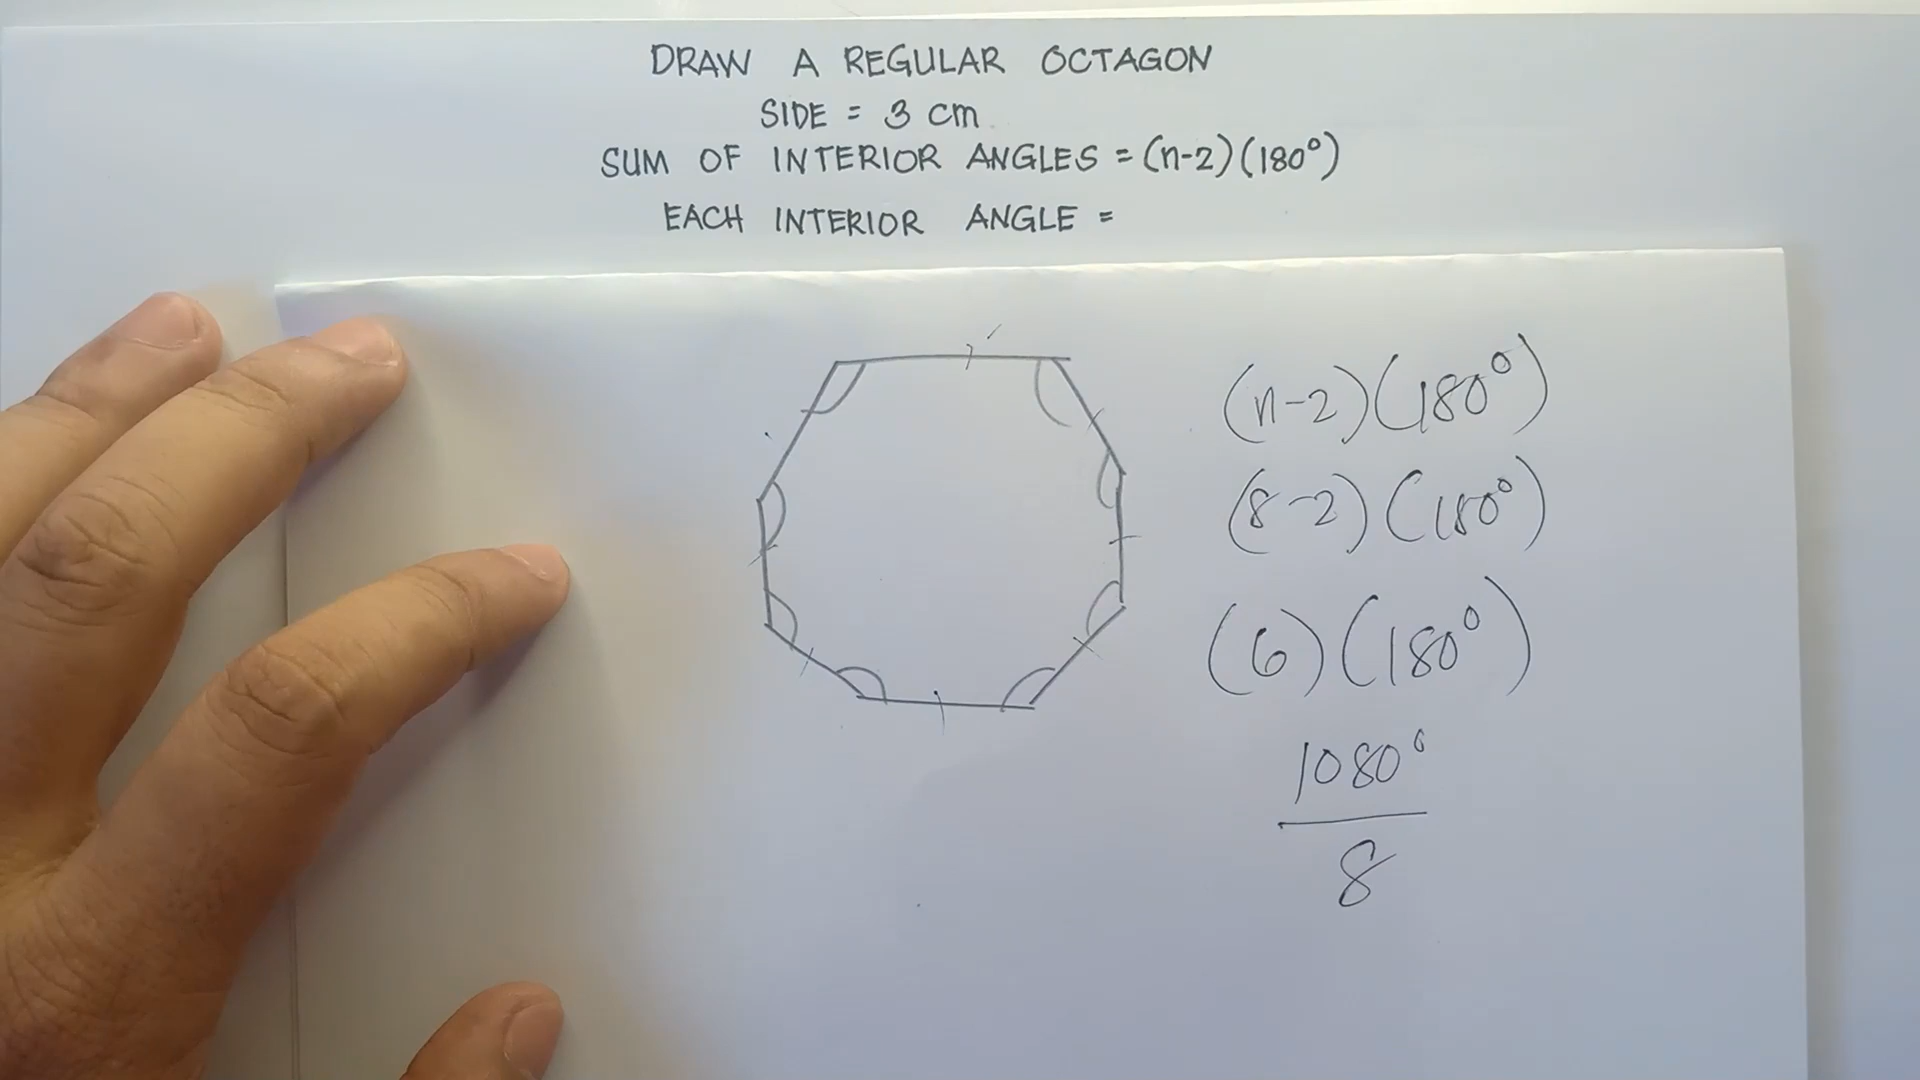 DRAW A REGULAR OCTAGON
SIDE = 3 cm
SUM OF INTERIOR ANGLES = (n-2)(180°)
EACH INTERIOR ANGLE =
(n-2)(180°)
(8-2)(180°)
(6)(180°)
1080°
8